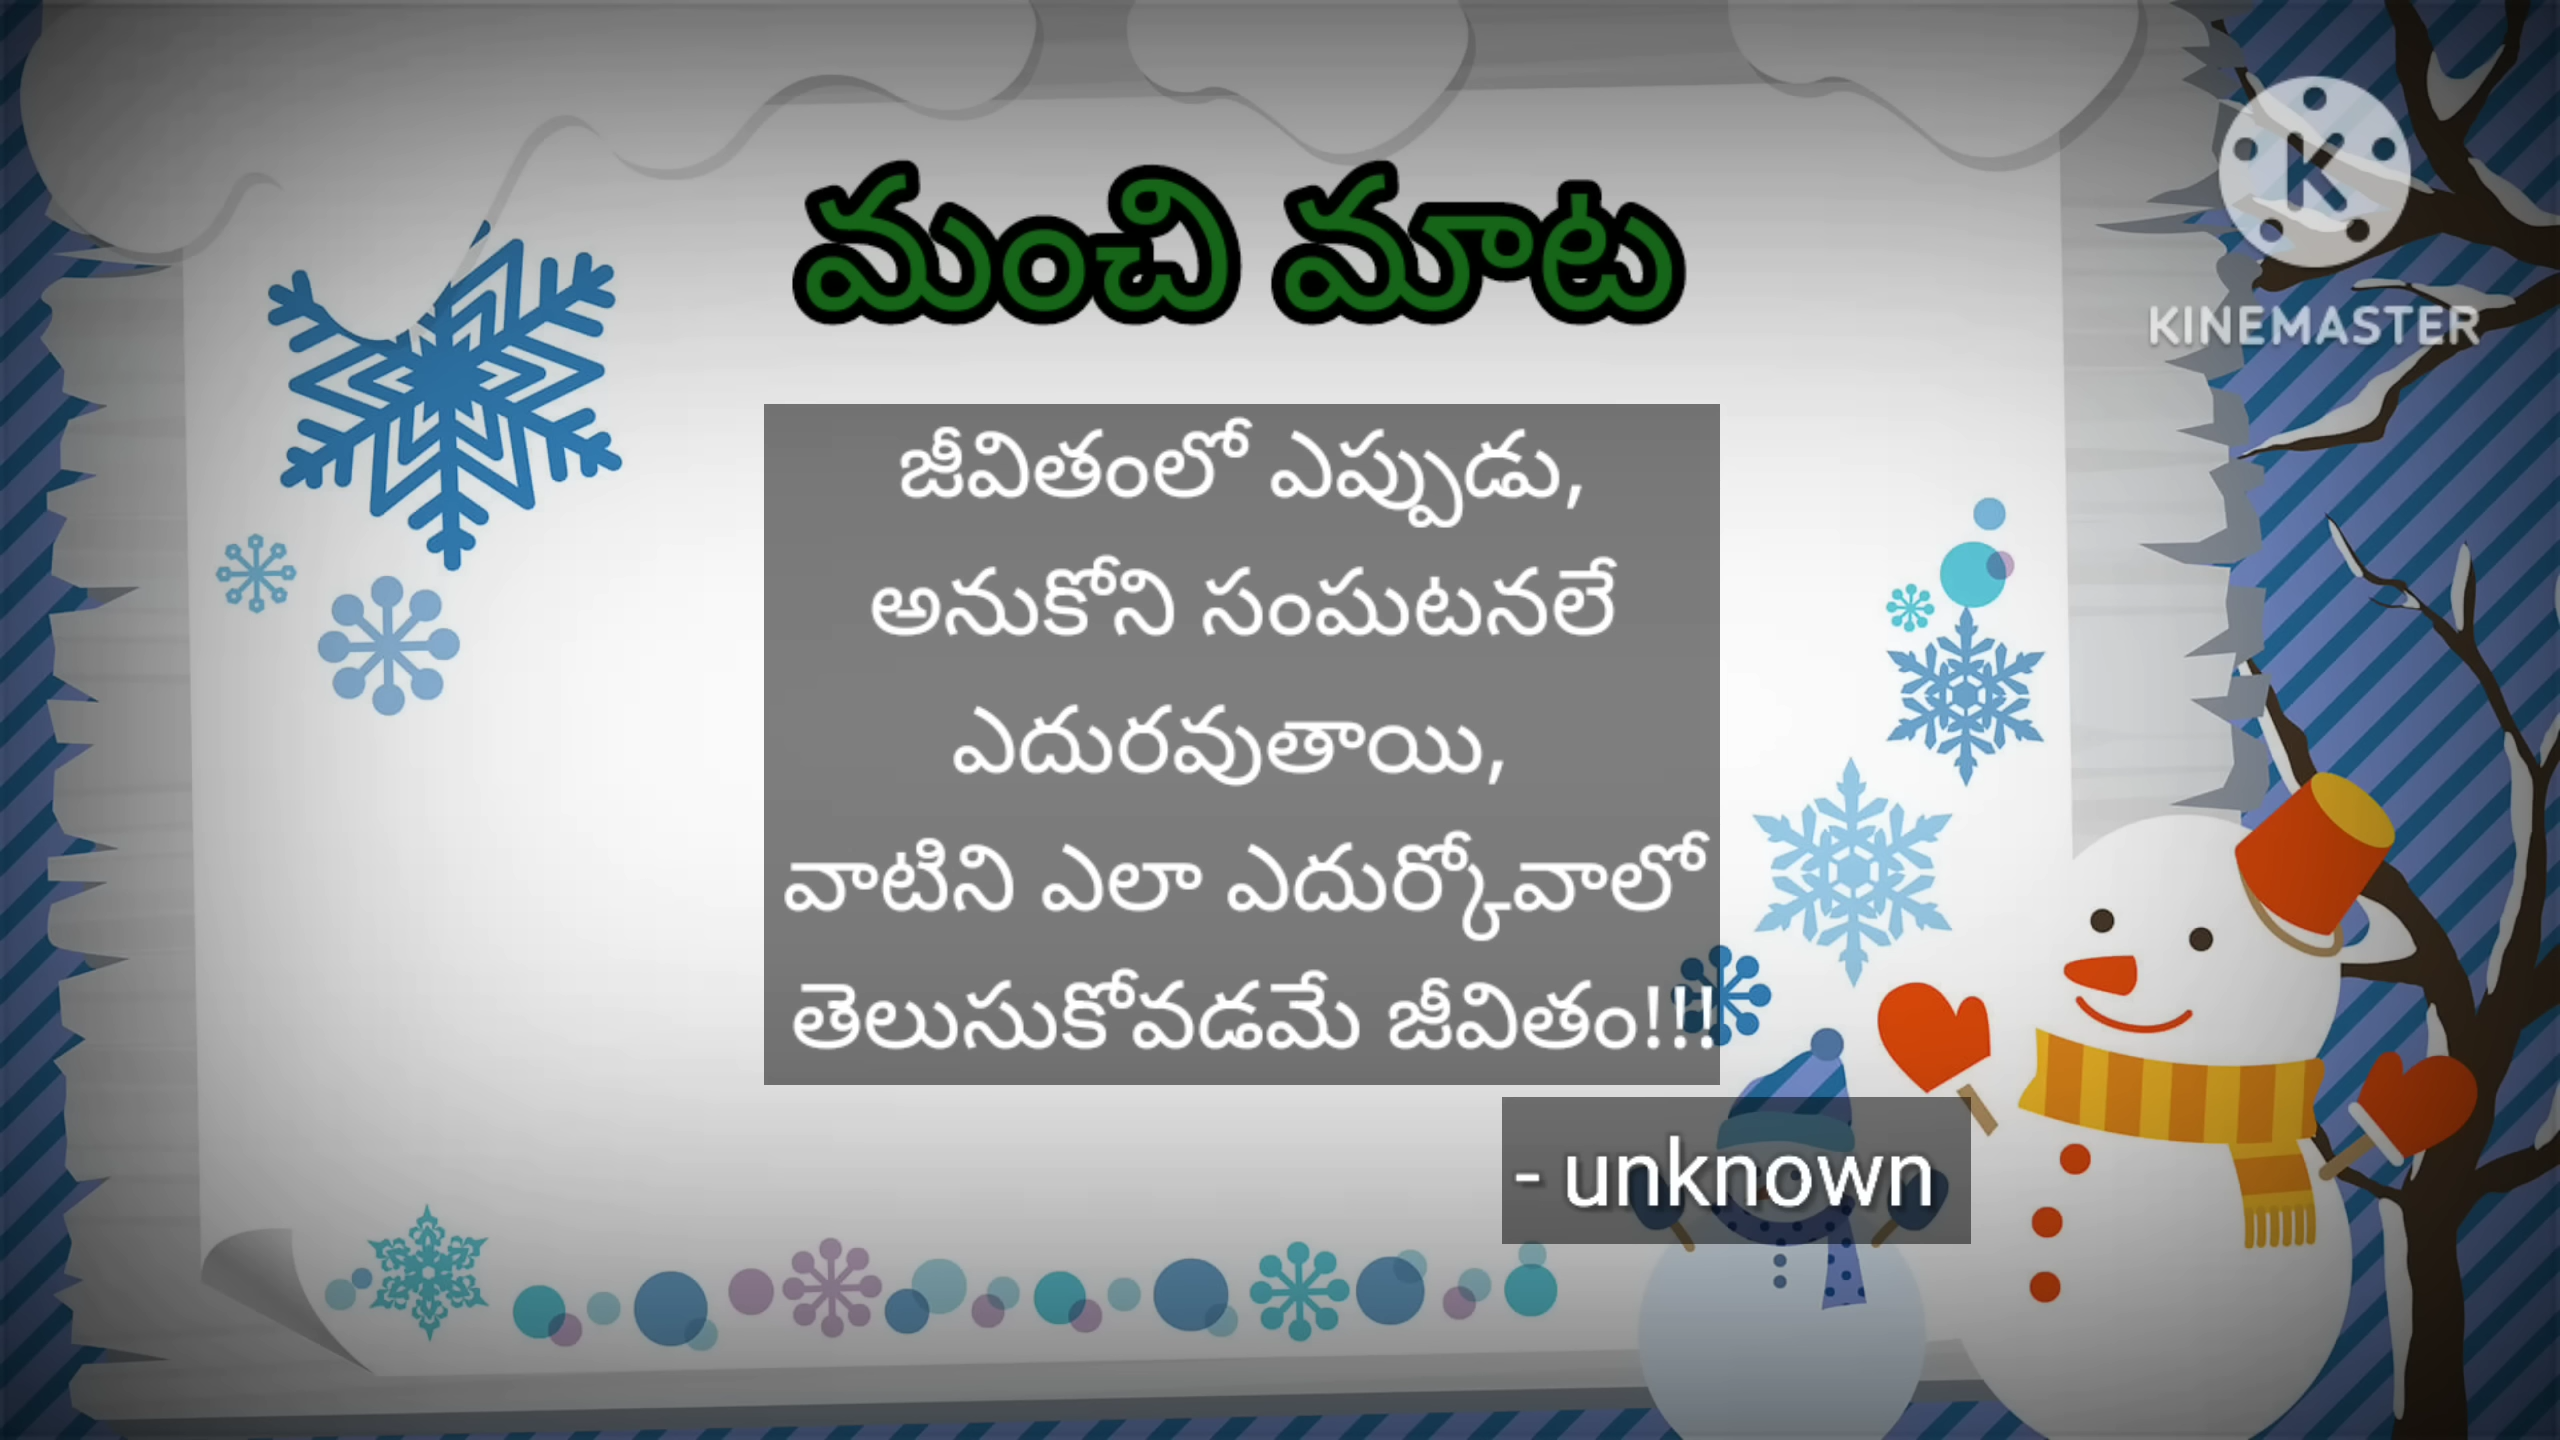 మంచి మాట
KINEMASTER
జీవితంలో ఎప్పుడు,
అనుకోని సంఘటనలే
ఎదురవుతాయి,
వాటిని ఎలా ఎదుర్కోవాలో
తెలుసుకోవడమే జీవితం!!!
- unknown